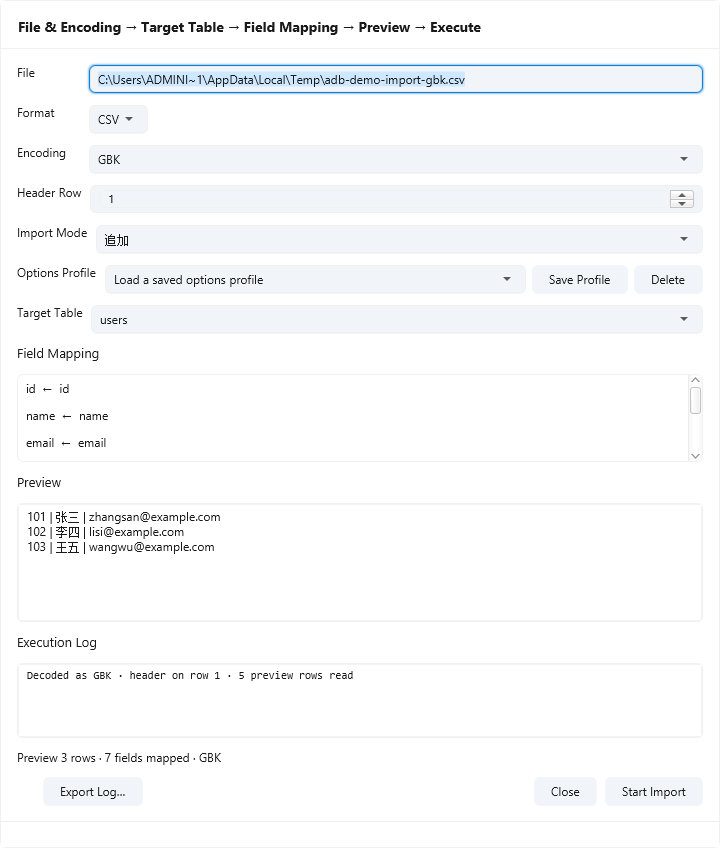 File & Encoding → Target Table → Field Mapping → Preview → Execute
File
C:\Users\ADMINI~1\AppData\Local\Temp\adb-demo-import-gbk.csv
Format
CSV
Encoding
GBK
Header Row
1
Import Mode
追加
Options Profile
Load a saved options profile
Save Profile
Delete
Target Table
users
Field Mapping
id ← id
name ← name
email ← email
Preview
101 | 张三 | zhangsan@example.com
102 | 李四 | lisi@example.com
103 | 王五 | wangwu@example.com
Execution Log
Decoded as GBK · header on row 1 · 5 preview rows read
Preview 3 rows · 7 fields mapped · GBK
Export Log...
Close
Start Import